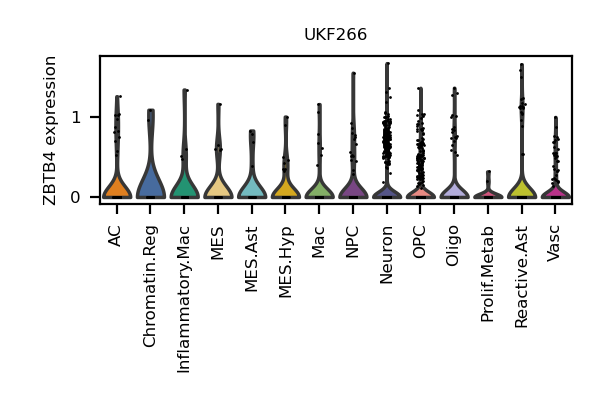 UKF266
ZBTB4 expression
1
0
AC
Chromatin.Reg
Inflammatory.Mac
MES
MES.Ast
MES.Hyp
Mac
NPC
Neuron
OPC
Oligo
Prolif.Metab
Reactive.Ast
Vasc